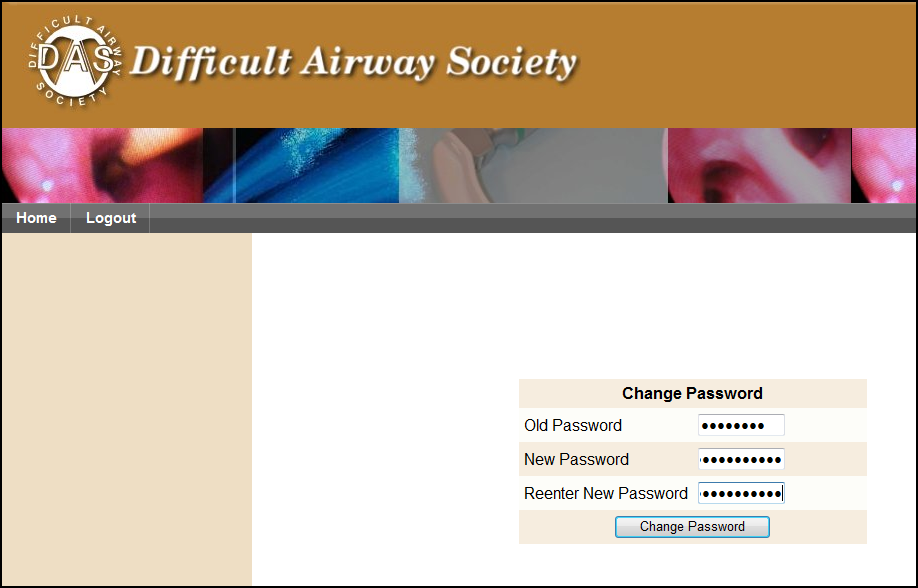 DIFFICULT AIRWAY
DAS
SOCIETY
Difficult Airway Society
Home Logout
Change Password
Old Password ••••••••
New Password ••••••••••
Reenter New Password ••••••••••
Change Password